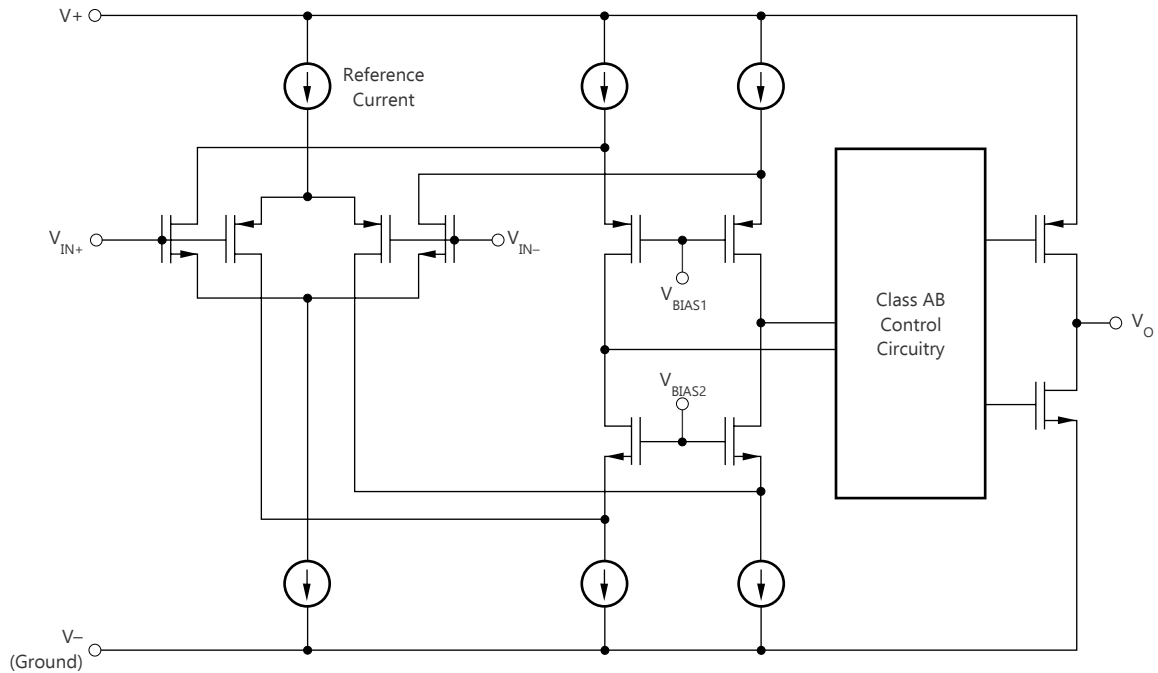 V+
Reference
Current
VIN+
VIN–
VBIAS1
VBIAS2
Class AB
Control
Circuitry
VO
V–
(Ground)